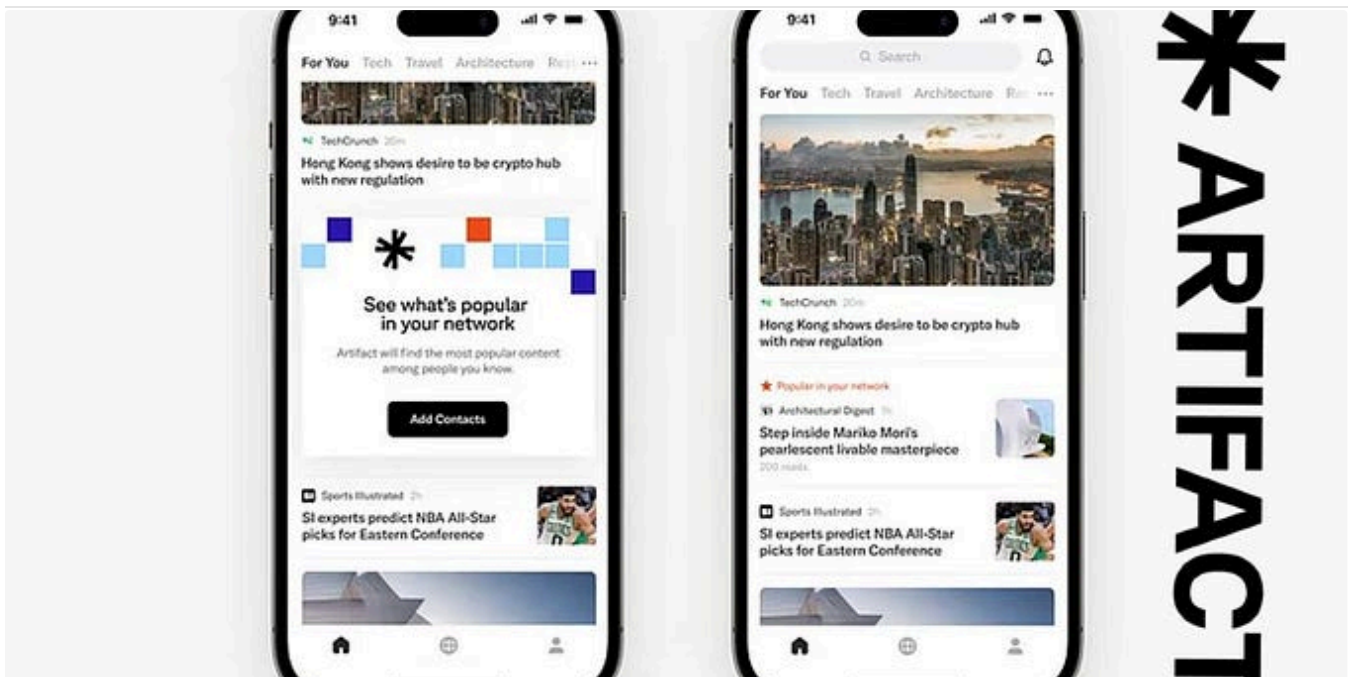 9:41
For You Tech Travel Architecture
TechCrunch 20m
Hong Kong shows desire to be crypto hub
with new regulation
See what's popular
in your network
Artifact will find the most popular content
among people you know.
Add Contacts
Sports Illustrated 2h
SI experts predict NBA All-Star
picks for Eastern Conference
9:41
Search
For You Tech Travel Architecture
TechCrunch 20m
Hong Kong shows desire to be crypto hub
with new regulation
Popular in your network
Architectural Digest
Step inside Mariko Mori's
pearlescent livable masterpiece
200 reads
Sports Illustrated 2h
SI experts predict NBA All-Star
picks for Eastern Conference
ARTIFACT